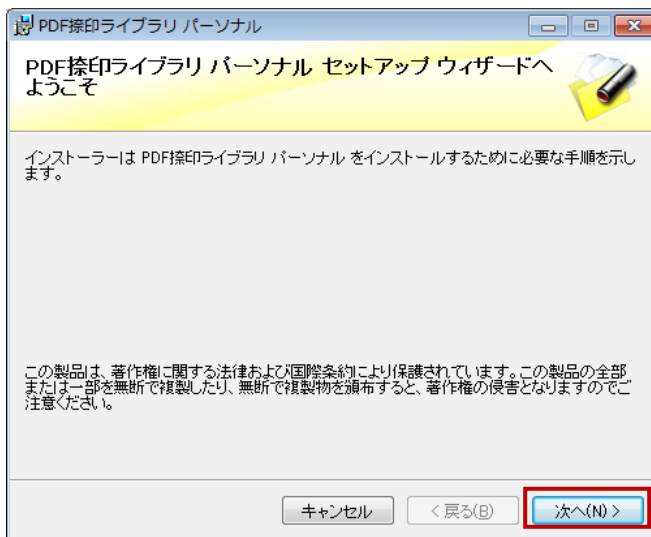 PDF捺印ライブラリ パーソナル
PDF捺印ライブラリ パーソナル セットアップ ウィザードへ
ようこそ
インストーラーは PDF捺印ライブラリ パーソナル をインストールするために必要な手順を示し
ます。
この製品は、著作権に関する法律および国際条約により保護されています。この製品の全部
または一部を無断で複製したり、無断で複製物を頒布すると、著作権の侵害となりますのでご
注意ください。
キャンセル
< 戻る(B)
次へ(N) >